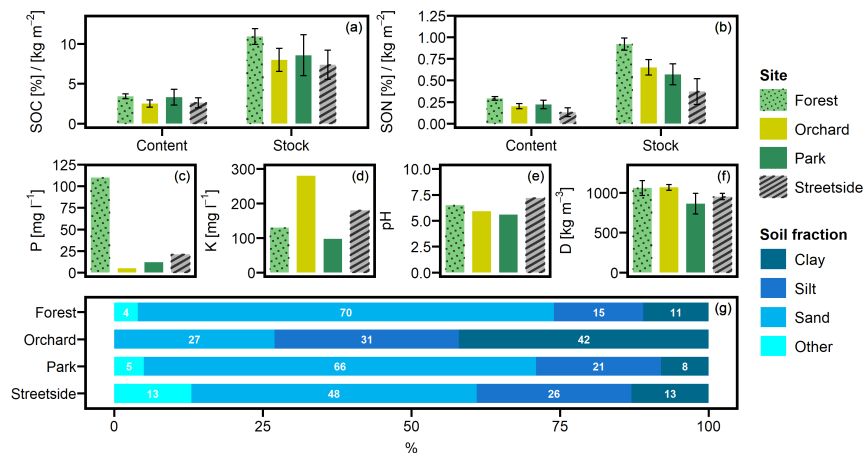 (a)
SOC [%] / [kg m⁻²]
10
5
0
Content
Stock
(b)
SON [%] / [kg m⁻²]
1.25
1.00
0.75
0.50
0.25
0.00
Content
Stock
(c)
P [mg l⁻¹]
125
100
75
50
25
0
(d)
K [mg l⁻¹]
300
200
100
0
(e)
pH
10.0
7.5
5.0
2.5
0.0
(f)
D [kg m⁻³]
1000
500
0
(g)
Forest
4
70
15
11
Orchard
27
31
42
Park
5
66
21
8
Streetside
13
48
26
13
0
25
50
75
100
%
Site
Forest
Orchard
Park
Streetside
Soil fraction
Clay
Silt
Sand
Other